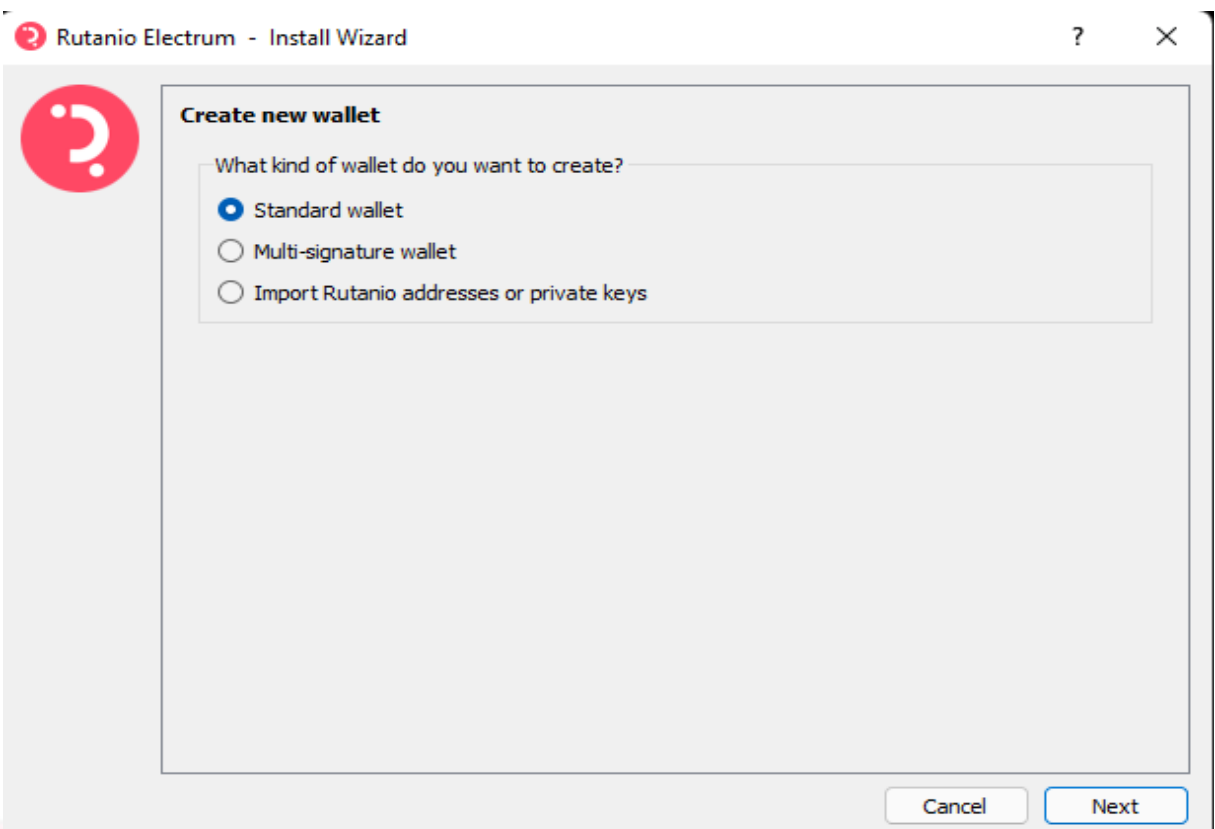 Rutanio Electrum - Install Wizard
?
Create new wallet
What kind of wallet do you want to create?
Standard wallet
Multi-signature wallet
Import Rutanio addresses or private keys
Cancel
Next